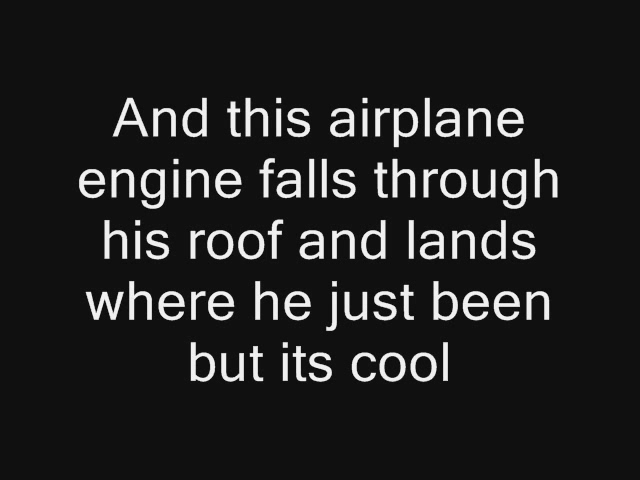 And this airplane
engine falls through
his roof and lands
where he just been
but its cool